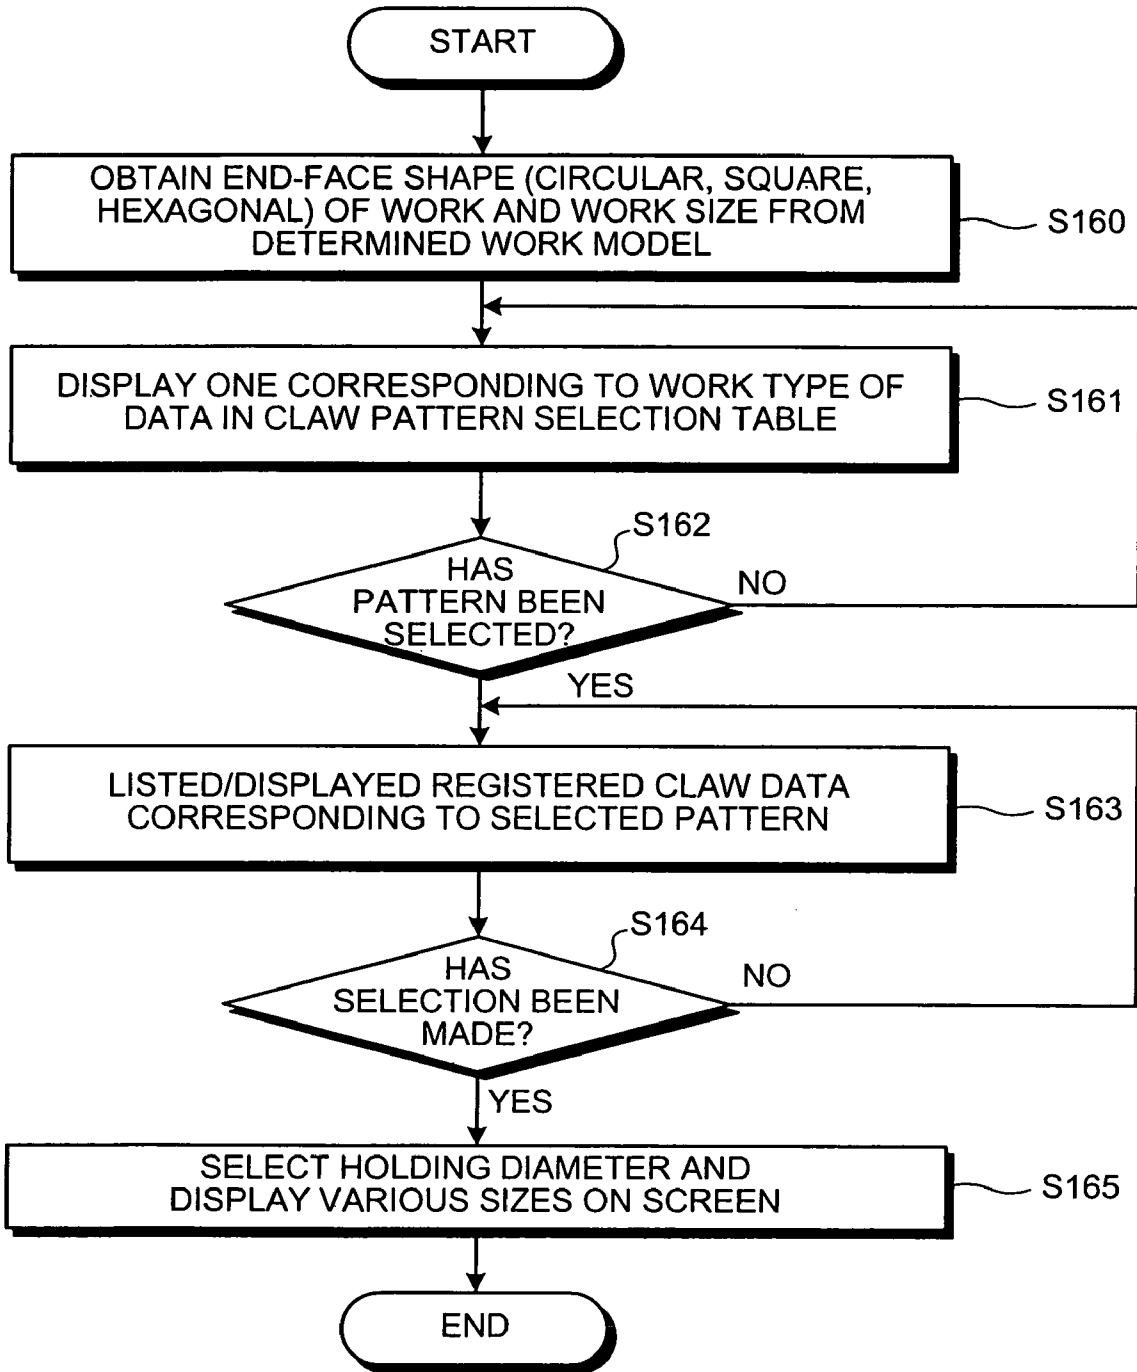 START
OBTAIN END-FACE SHAPE (CIRCULAR, SQUARE,
HEXAGONAL) OF WORK AND WORK SIZE FROM
DETERMINED WORK MODEL
S160
DISPLAY ONE CORRESPONDING TO WORK TYPE OF
DATA IN CLAW PATTERN SELECTION TABLE
S161
S162
HAS
PATTERN BEEN
SELECTED?
NO
YES
LISTED/DISPLAYED REGISTERED CLAW DATA
CORRESPONDING TO SELECTED PATTERN
S163
S164
HAS
SELECTION BEEN
MADE?
NO
YES
SELECT HOLDING DIAMETER AND
DISPLAY VARIOUS SIZES ON SCREEN
S165
END